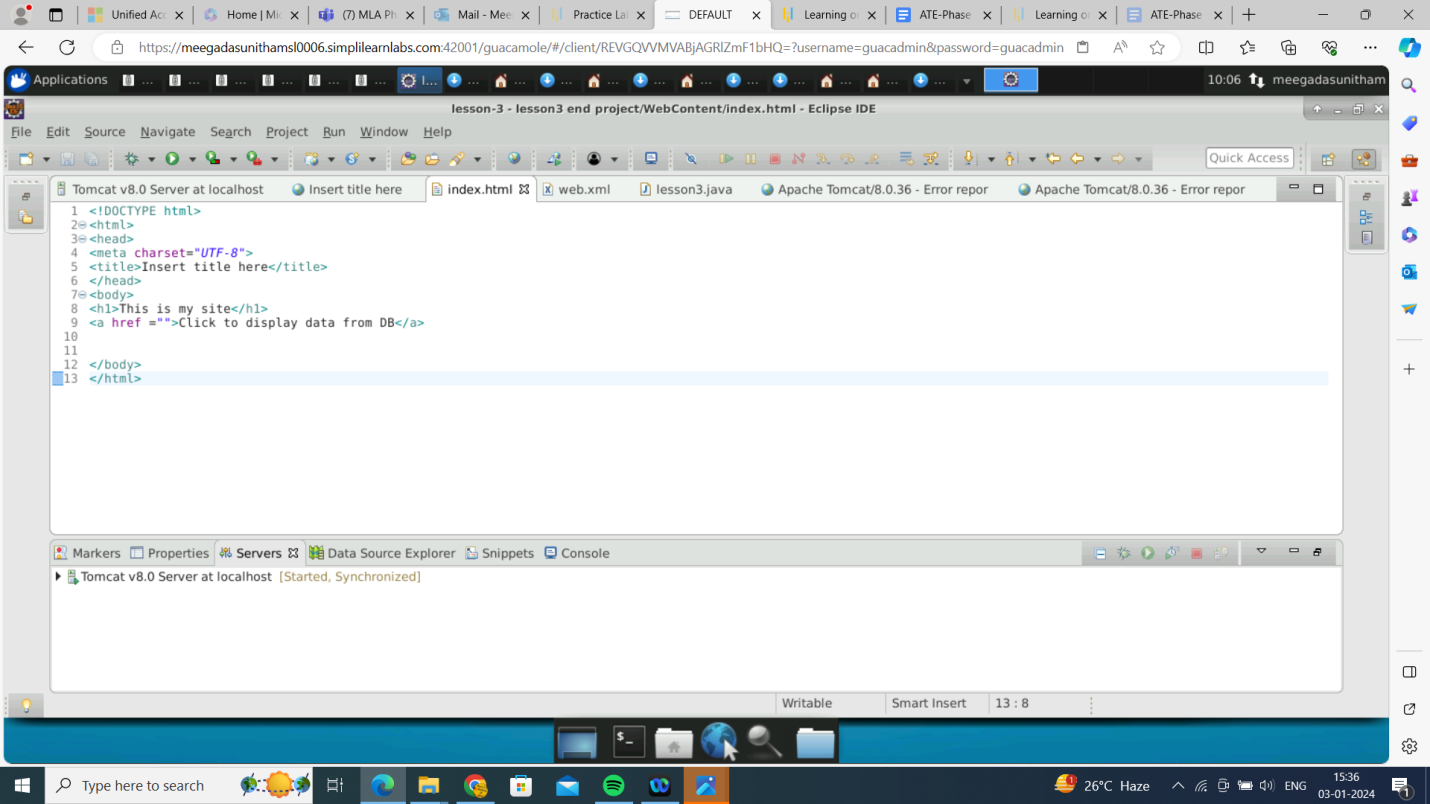 Unified Acc
Home | Mic
(7) MLA Ph
Mail - Mee
Practice La
DEFAULT
Learning o
ATE-Phase
Learning o
ATE-Phase
https://meegadasunithamsl0006.simplilearnlabs.com:42001/guacamole/#/client/REVGQVVMVABjAGRlZmF1bHQ=?username=guacadmin&password=guacadmin
Applications
... ... ... ... ... ... I... ... ... ... ... ... ... ... ... ... ... ...
10:06
meegadasunitham
lesson-3 - lesson3 end project/WebContent/index.html - Eclipse IDE
File Edit Source Navigate Search Project Run Window Help
Quick Access
Tomcat v8.0 Server at localhost
Insert title here
index.html
web.xml
lesson3.java
Apache Tomcat/8.0.36 - Error repor
Apache Tomcat/8.0.36 - Error repor
1 <!DOCTYPE html>
2 <html>
3 <head>
4 <meta charset="UTF-8">
5 <title>Insert title here</title>
6 </head>
7 <body>
8 <h1>This is my site</h1>
9 <a href ="">Click to display data from DB</a>
10
11
12 </body>
13 </html>
Markers
Properties
Servers
Data Source Explorer
Snippets
Console
Tomcat v8.0 Server at localhost [Started, Synchronized]
Writable
Smart Insert
13 : 8
$_
Type here to search
1
26°C Haze
ENG
15:36
03-01-2024
1